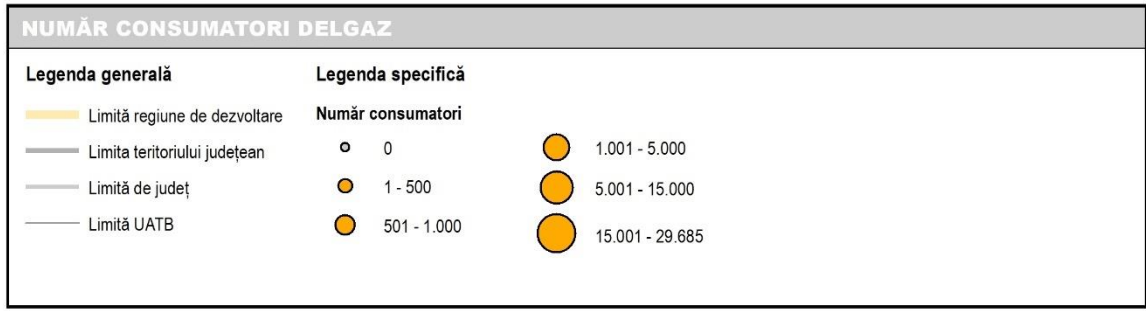 NUMĂR CONSUMATORI DELGAZ
Legenda generală
Limită regiune de dezvoltare
Limita teritoriului județean
Limită de județ
Limită UATB
Legenda specifică
Număr consumatori
0
1 - 500
501 - 1.000
1.001 - 5.000
5.001 - 15.000
15.001 - 29.685